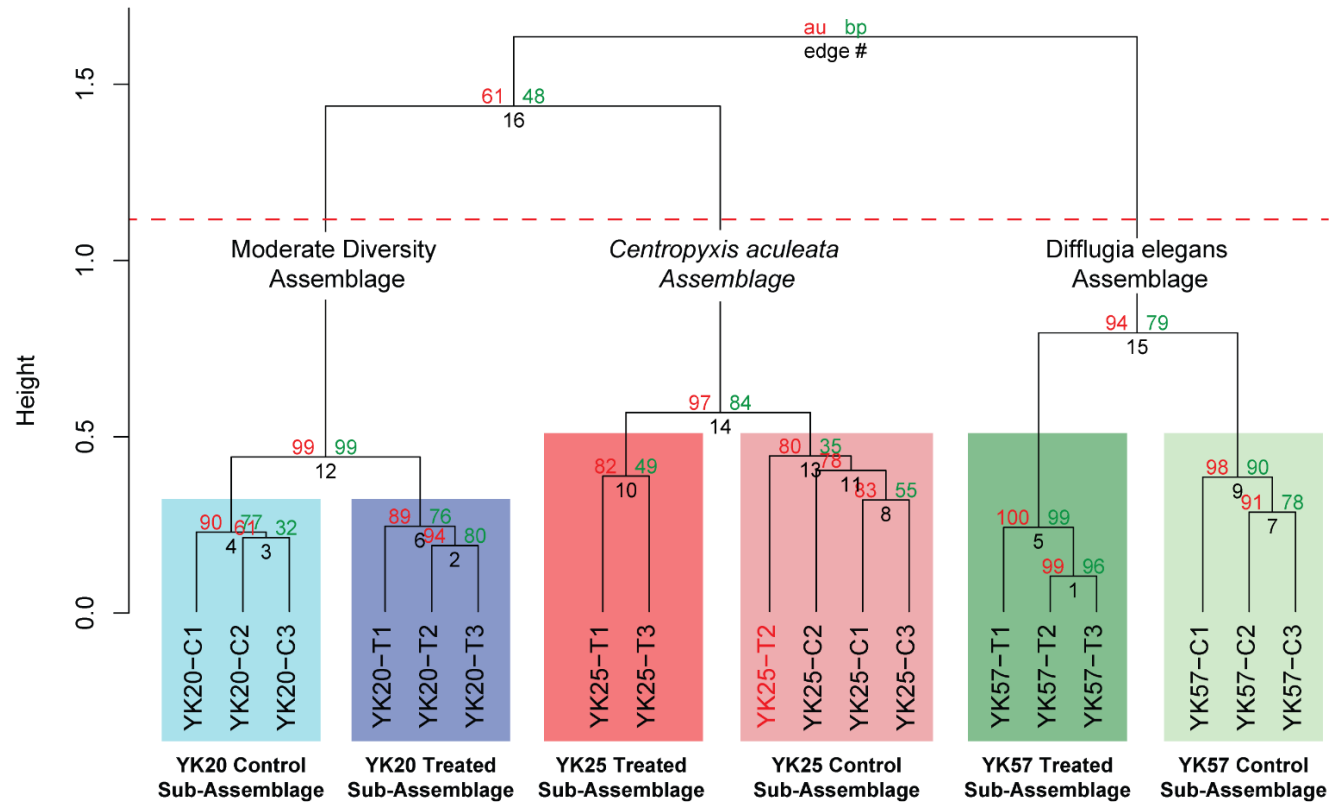 au bp
edge #
1.5
61 48
16
1.0
Moderate Diversity
Assemblage
Centropyxis aculeata
Assemblage
Difflugia elegans
Assemblage
94 79
15
Height
97 84
14
0.5
99 99
12
80 35
13
78
11
82 49
10
83 55
8
98 90
9
91 78
7
90 77
4
61 32
3
89 76
6
94 80
2
100 99
5
99 96
1
0.0
YK20−C1
YK20−C2
YK20−C3
YK20−T1
YK20−T2
YK20−T3
YK25−T1
YK25−T3
YK25−T2
YK25−C2
YK25−C1
YK25−C3
YK57−T1
YK57−T2
YK57−T3
YK57−C1
YK57−C2
YK57−C3
YK20 Control
Sub-Assemblage
YK20 Treated
Sub-Assemblage
YK25 Treated
Sub-Assemblage
YK25 Control
Sub-Assemblage
YK57 Treated
Sub-Assemblage
YK57 Control
Sub-Assemblage